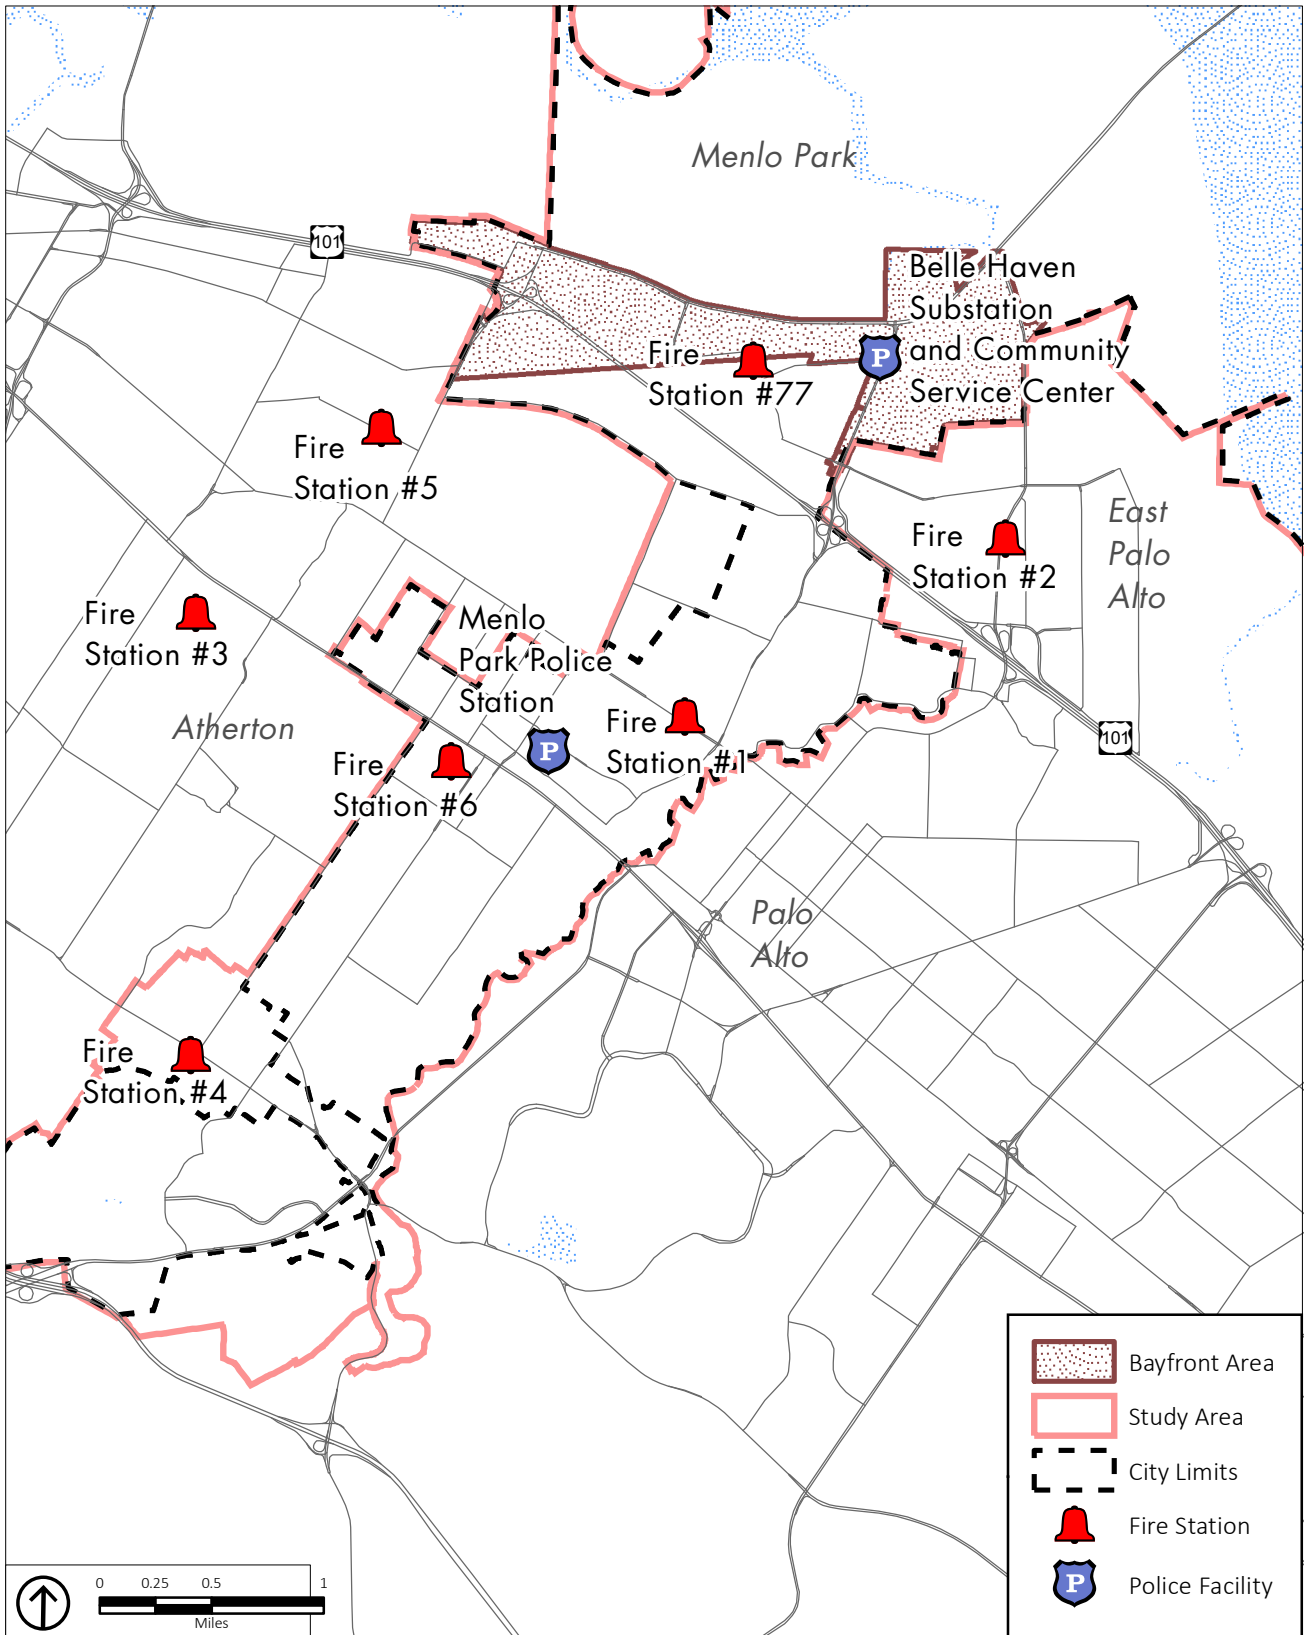 Menlo Park
101
Belle Haven
Substation
and Community
Service Center
Fire
Station #77
Fire
Station #5
East
Palo
Alto
Fire
Station #2
Fire
Station #3
Menlo
Park Police
Station
Atherton
Fire
Station #1
101
Fire
Station #6
Palo
Alto
Fire
Station #4
Bayfront Area
Study Area
City Limits
Fire Station
Police Facility
P
P
P
0 0.25 0.5 1
Miles